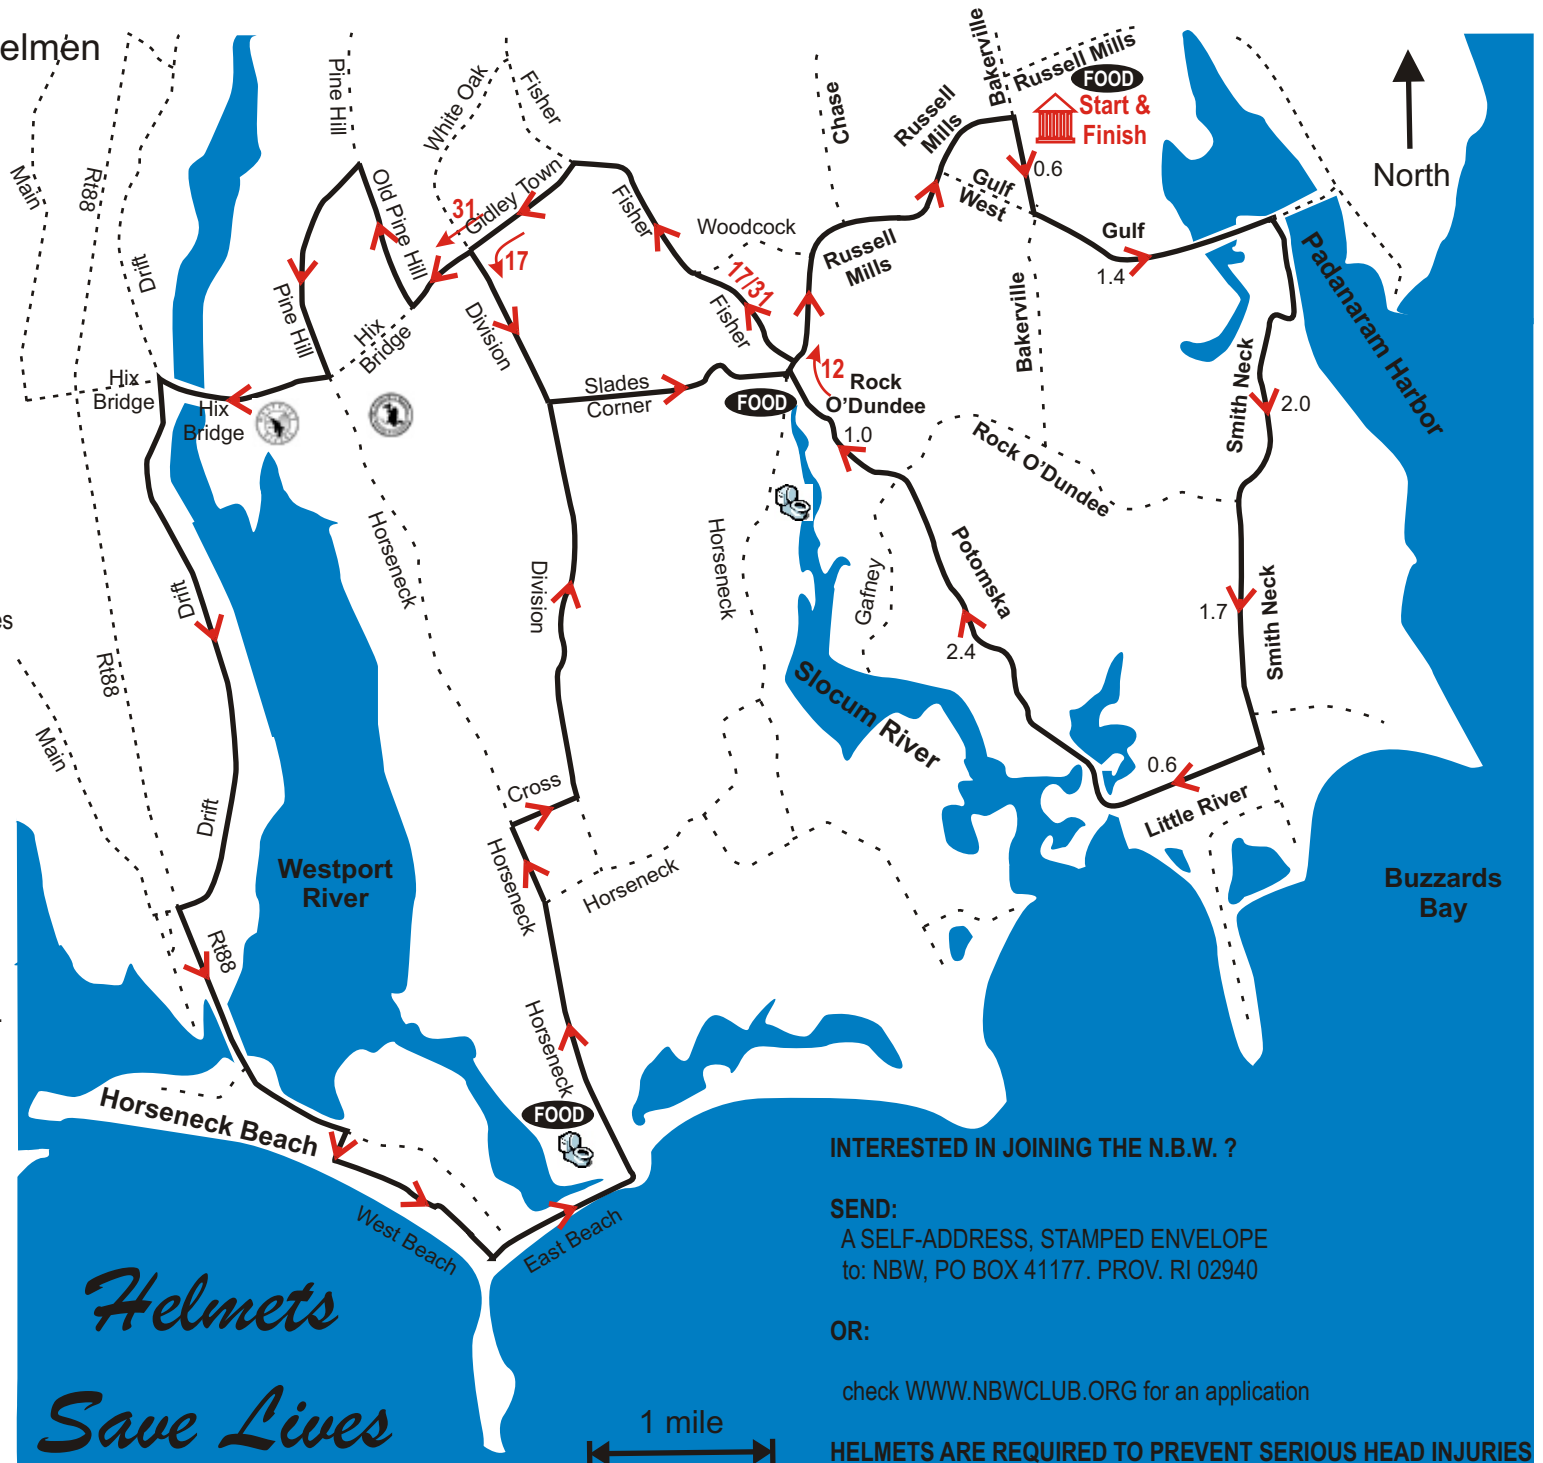 elmen
Main
Rt88
Drift
Pine Hill
White Oak
Fisher
Chase
Russell
Mills
Bakerville
Russell Mills
FOOD
Start &
Finish
North
0.6
Gulf
West
Gulf
1.4
Old Pine Hill
31
Gidley Town
17
Fisher
Woodcock
17/31
Fisher
Russell
Mills
Padanaram Harbor
Pine Hill
Hix
Bridge
Division
Bakerville
Smith Neck
2.0
Hix
Bridge
Hix
Bridge
Slades
Corner
FOOD
12
Rock
O'Dundee
1.0
Rock O'Dundee
Horseneck
Horseneck
Division
Gafney
Potomska
2.4
1.7
Smith Neck
Drift
es
Rt88
Main
Slocum River
0.6
Little River
Cross
Drift
Horseneck
Horseneck
Westport
River
Buzzards
Bay
Rt88
Horseneck
FOOD
Horseneck Beach
West Beach
East Beach
Helmets
Save Lives
1 mile
INTERESTED IN JOINING THE N.B.W. ?
SEND:
A SELF-ADDRESS, STAMPED ENVELOPE
to: NBW, PO BOX 41177. PROV. RI 02940
OR:
check WWW.NBWCLUB.ORG for an application
HELMETS ARE REQUIRED TO PREVENT SERIOUS HEAD INJURIES